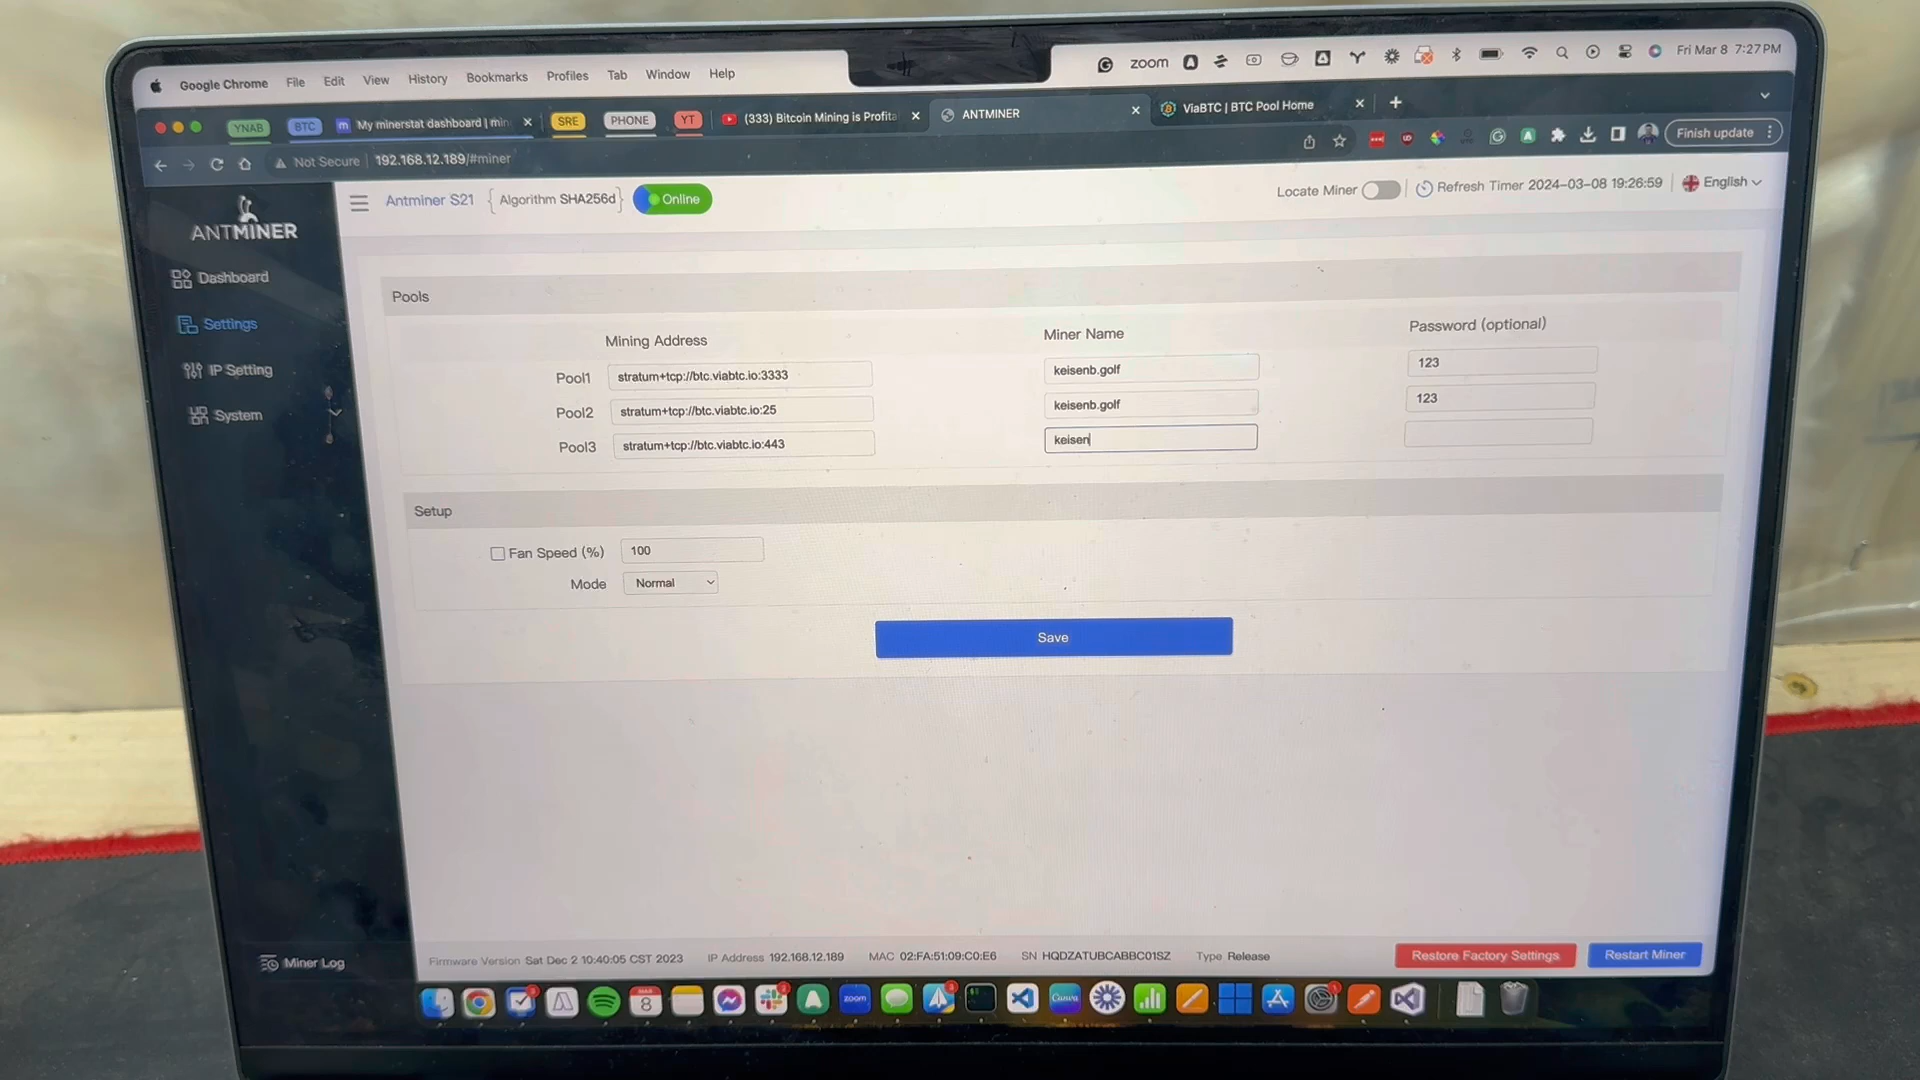 Google Chrome File Edit View History Bookmarks Profiles Tab Window Help zoom Fri Mar 8 7:27 PM
YNAB BTC My minerstat dashboard | min SRE PHONE YT (333) Bitcoin Mining is Profita ANTMINER ViaBTC | BTC Pool Home
Not Secure 192.168.12.189/#miner Finish update
ANTMINER
Antminer S21 Algorithm SHA256d Online Locate Miner Refresh Timer 2024-03-08 19:26:59 English
Dashboard
Settings
IP Setting
System
Miner Log
Pools
Mining Address Miner Name Password (optional)
Pool1 stratum+tcp://btc.viabtc.io:3333 keisenb.golf 123
Pool2 stratum+tcp://btc.viabtc.io:25 keisenb.golf 123
Pool3 stratum+tcp://btc.viabtc.io:443 keisen
Setup
Fan Speed (%) 100
Mode Normal
Save
Firmware Version Sat Dec 2 10:40:05 CST 2023 IP Address 192.168.12.189 MAC 02:FA:51:09:C0:E6 SN HQDZATUBCABBC01SZ Type Release Restore Factory Settings Restart Miner
MAR
8
zoom
Canva